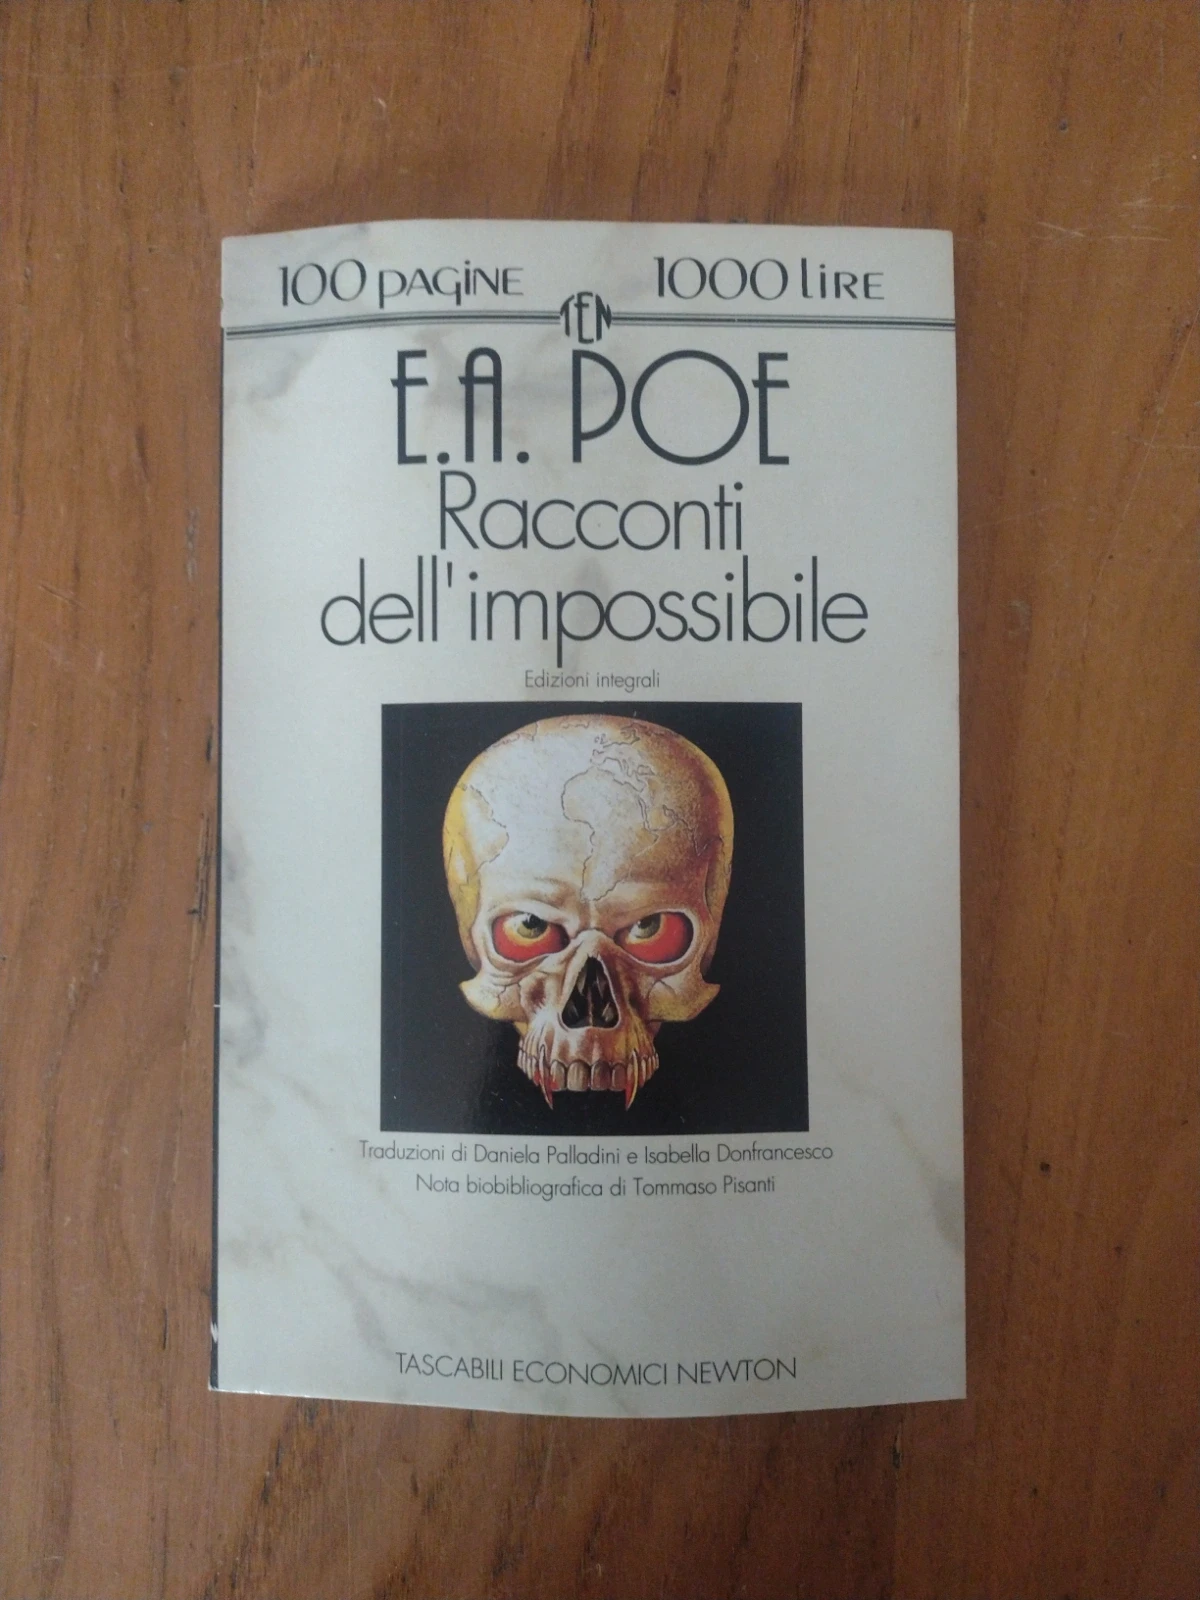 100 pagine 1000 lire
TEN
E.A. POE
Racconti
dell'impossibile
Edizioni integrali
Traduzioni di Daniela Palladini e Isabella Donfrancesco
Nota biobibliografica di Tommaso Pisanti
TASCABILI ECONOMICI NEWTON